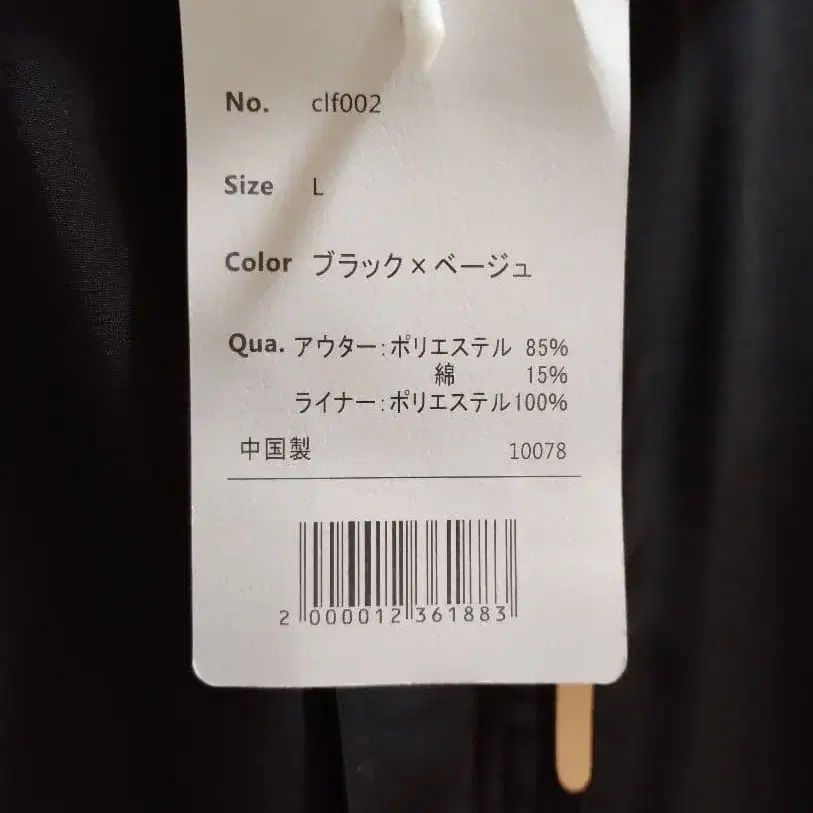 No. clf002
Size L
Color ブラック×ベージュ
Qua. アウター:ポリエステル 85%
綿 15%
ライナー:ポリエステル100%
中国製 10078
2 000012 361883